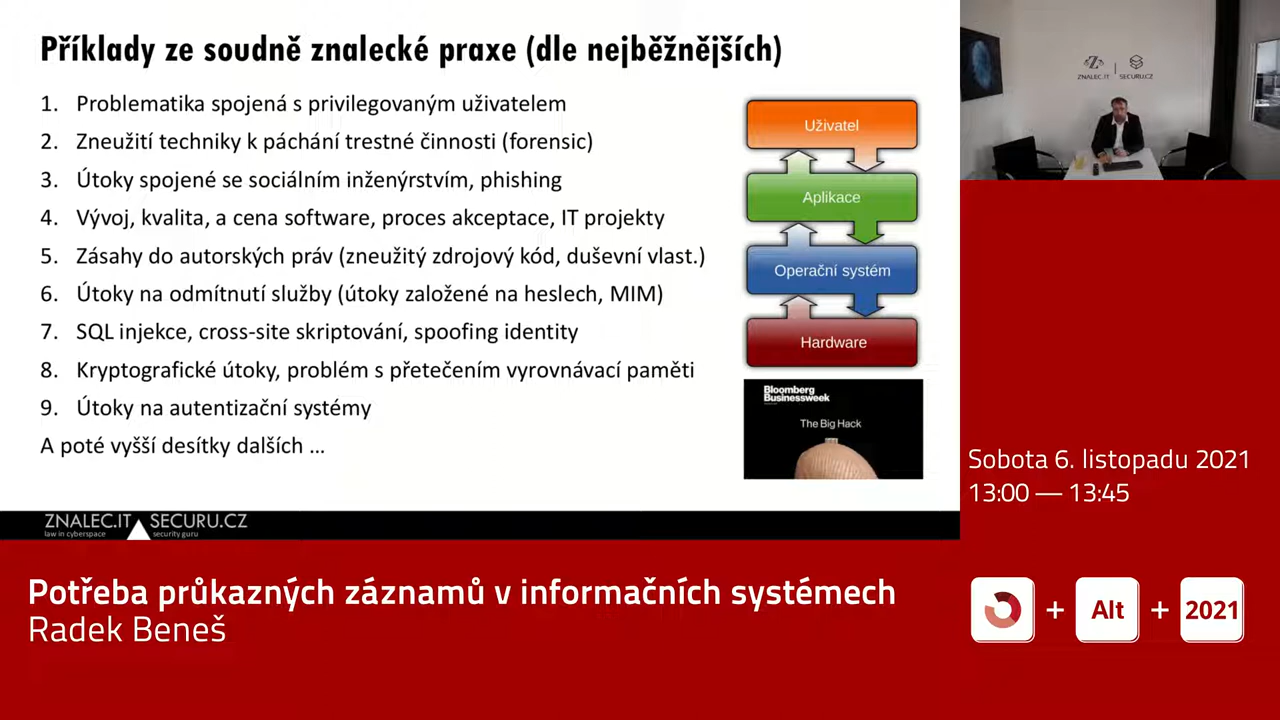 Příklady ze soudně znalecké praxe (dle nejběžnějších)
1. Problematika spojená s privilegovaným uživatelem
2. Zneužití techniky k páchání trestné činnosti (forensic)
3. Útoky spojené se sociálním inženýrstvím, phishing
4. Vývoj, kvalita, a cena software, proces akceptace, IT projekty
5. Zásahy do autorských práv (zneužitý zdrojový kód, duševní vlast.)
6. Útoky na odmítnutí služby (útoky založené na heslech, MIM)
7. SQL injekce, cross-site skriptování, spoofing identity
8. Kryptografické útoky, problém s přetečením vyrovnávací paměti
9. Útoky na autentizační systémy
A poté vyšší desítky dalších ...
Uživatel
Aplikace
Operační systém
Hardware
Bloomberg
Businessweek
The Big Hack
ZNALEC.IT SECURU.CZ
law in cyberspace security guru
ZNALEC.IT | SECURU.CZ
Sobota 6. listopadu 2021
13:00 — 13:45
Potřeba průkazných záznamů v informačních systémech
Radek Beneš
+ Alt + 2021